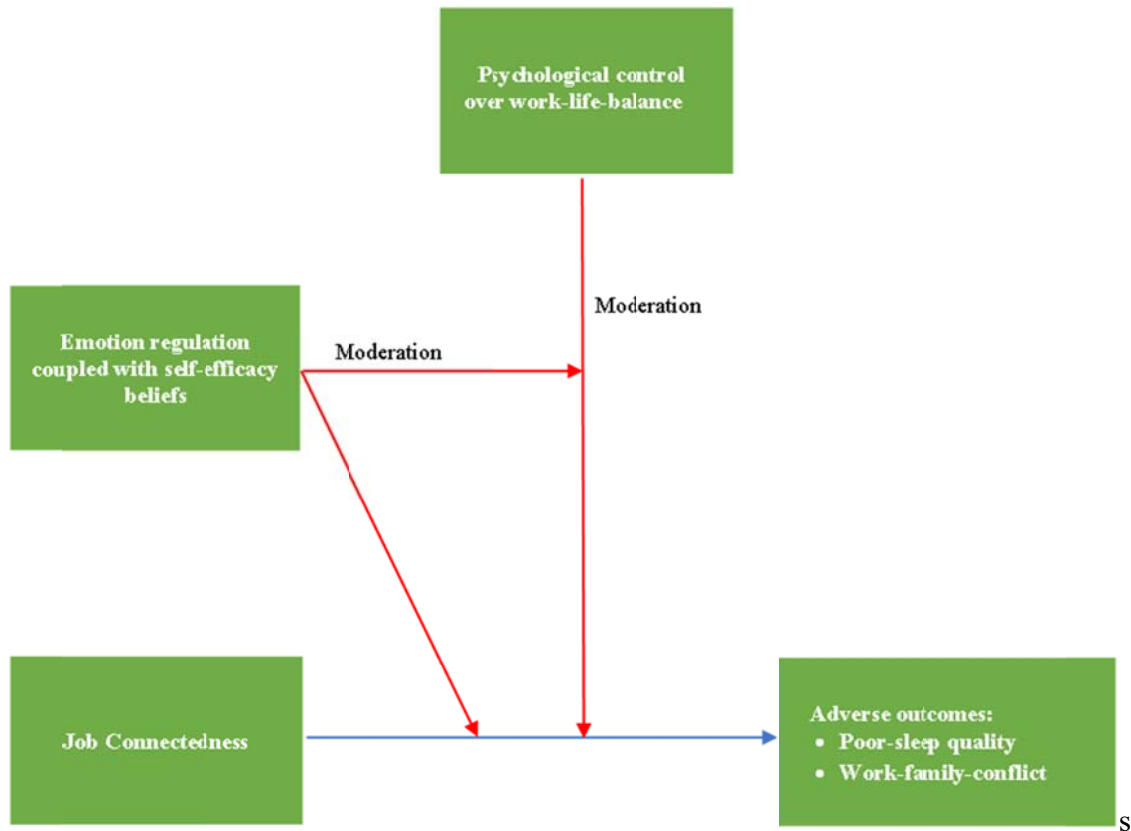 Psychological control
over work-life-balance
Moderation
Emotion regulation
coupled with self-efficacy
beliefs
Moderation
Job Connectedness
Adverse outcomes:
• Poor-sleep quality
• Work-family-conflict
s